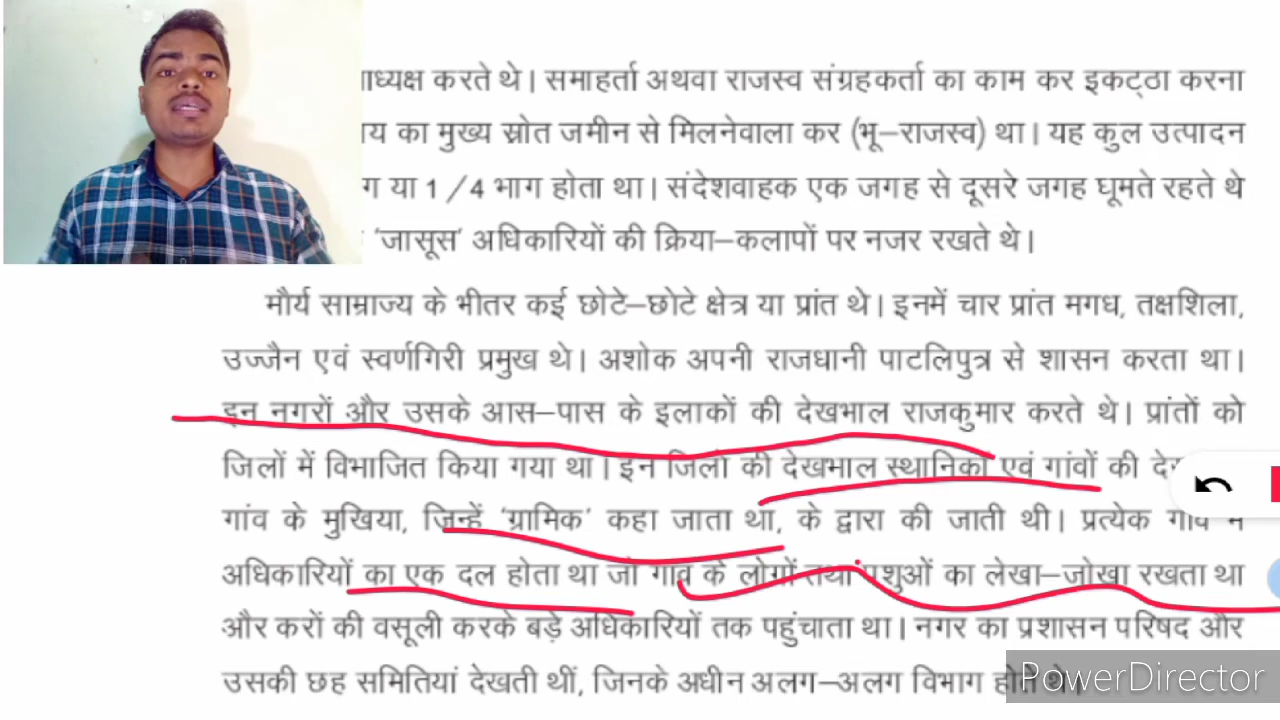 ाध्यक्ष करते थे। समाहर्ता अथवा राजस्व संग्रहकर्ता का काम कर इकट्ठा करना
य का मुख्य स्रोत जमीन से मिलनेवाला कर (भू–राजस्व) था। यह कुल उत्पादन
ग या 1/4 भाग होता था। संदेशवाहक एक जगह से दूसरे जगह घूमते रहते थे
'जासूस' अधिकारियों की क्रिया–कलापों पर नजर रखते थे।
मौर्य साम्राज्य के भीतर कई छोटे–छोटे क्षेत्र या प्रांत थे। इनमें चार प्रांत मगध, तक्षशिला,
उज्जैन एवं स्वर्णगिरी प्रमुख थे। अशोक अपनी राजधानी पाटलिपुत्र से शासन करता था।
इन नगरों और उसके आस–पास के इलाकों की देखभाल राजकुमार करते थे। प्रांतों को
जिलों में विभाजित किया गया था। इन जिलों की देखभाल स्थानिकों एवं गांवों की
गांव के मुखिया, जिन्हें 'ग्रामिक' कहा जाता था, के द्वारा की जाती थी। प्रत्येक गांव में
अधिकारियों का एक दल होता था जो गांव के लोगों तथा पशुओं का लेखा–जोखा रखता था
और करों की वसूली करके बड़े अधिकारियों तक पहुंचाता था। नगर का प्रशासन परिषद और
उसकी छह समितियां देखती थीं, जिनके अधीन अलग–अलग विभाग होते थे।
PowerDirector